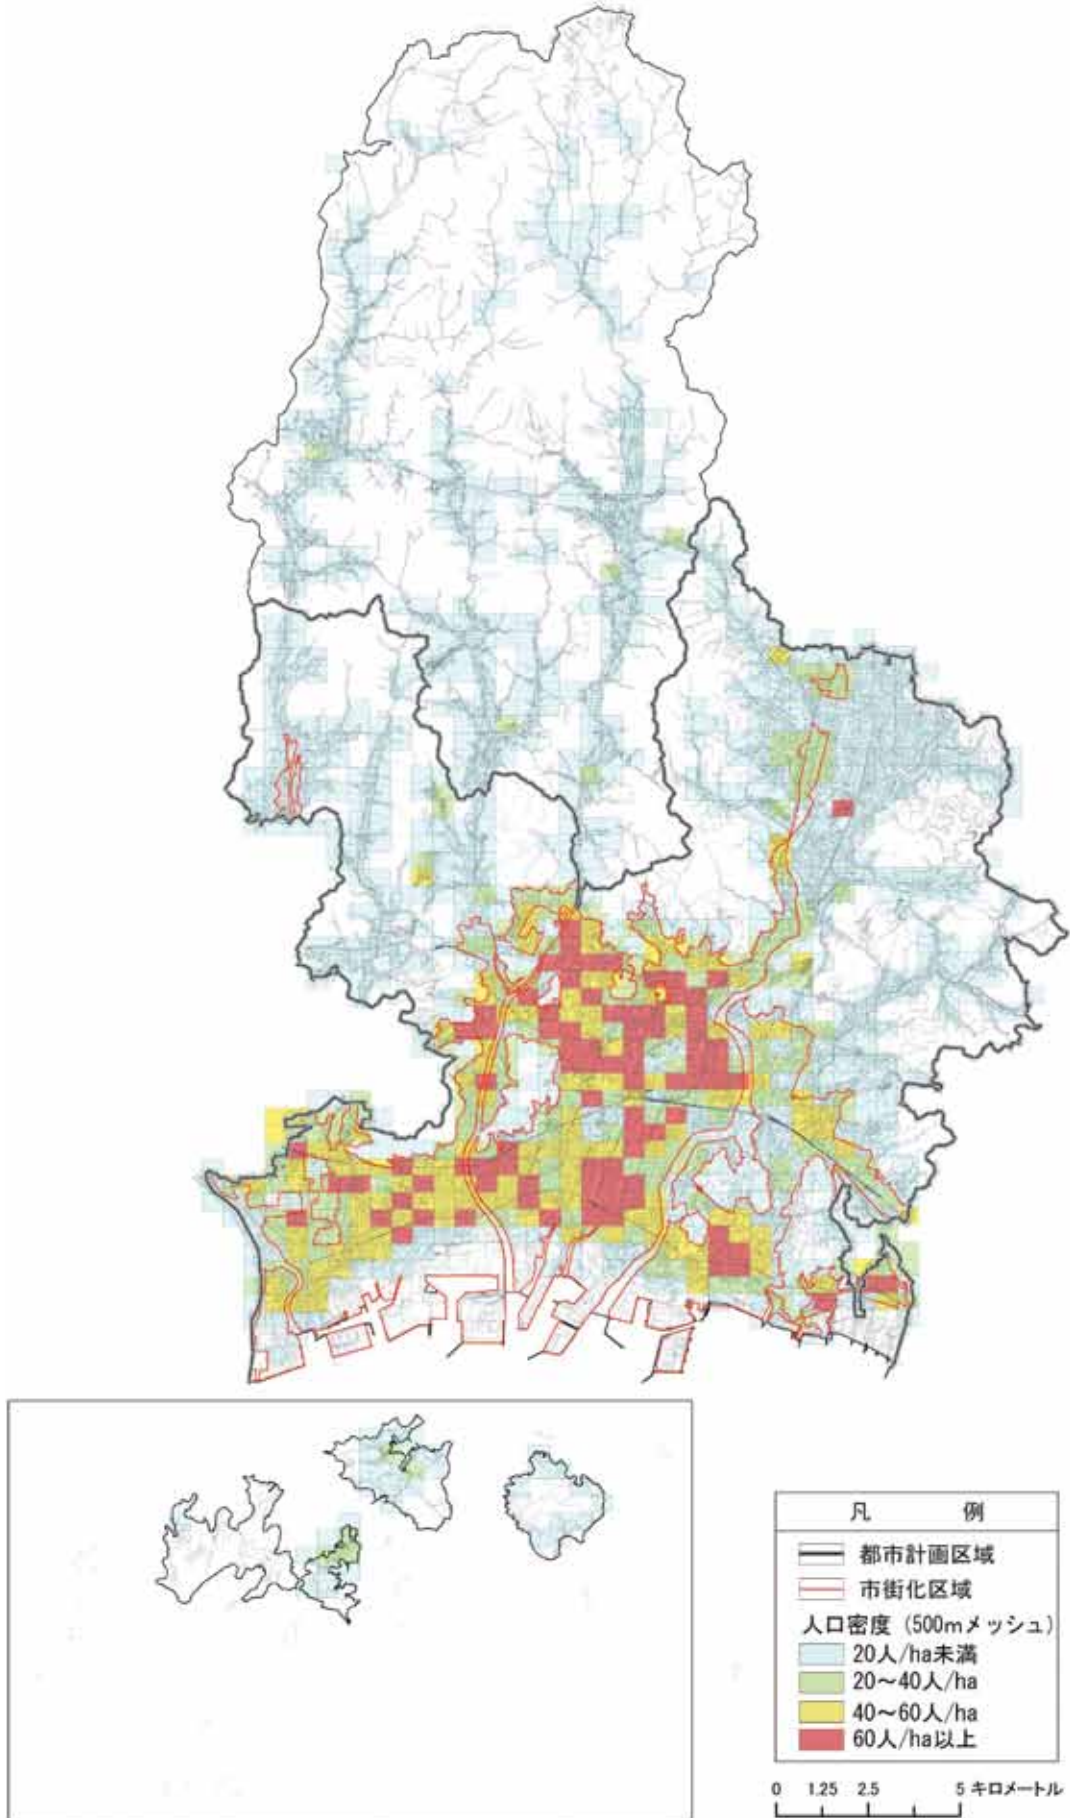 凡 例
都市計画区域
市街化区域
人口密度 (500mメッシュ)
20人/ha未満
20～40人/ha
40～60人/ha
60人/ha以上
0 1.25 2.5 5 キロメートル